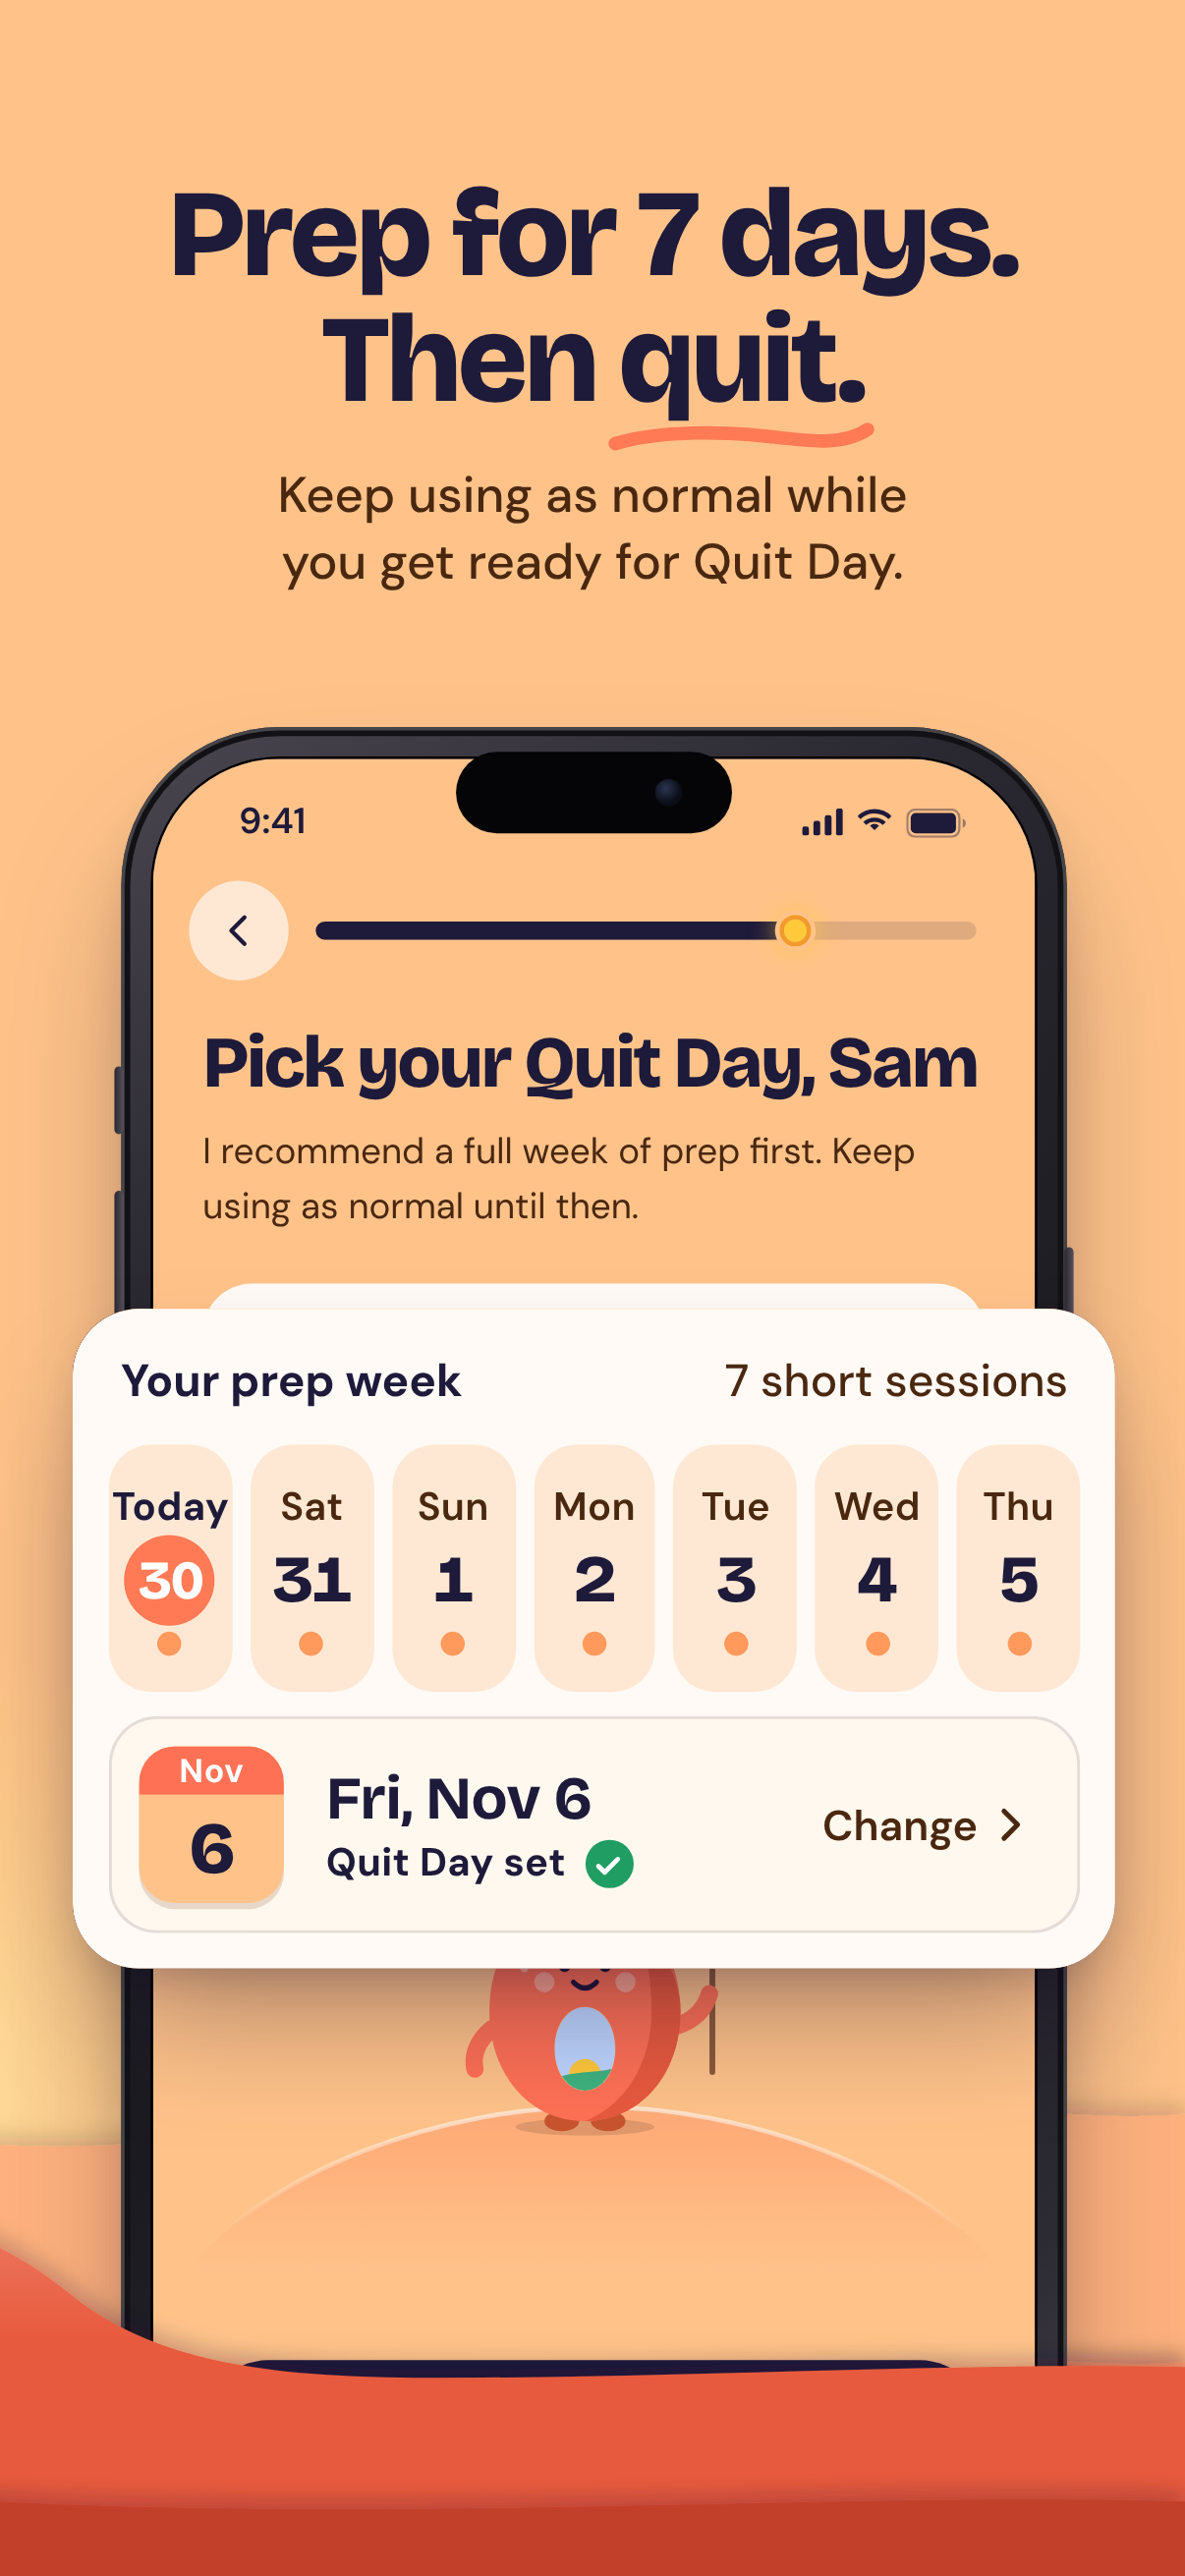 Prep for 7 days.
Then quit.
Keep using as normal while
you get ready for Quit Day.
9:41
Pick your Quit Day, Sam
I recommend a full week of prep first. Keep
using as normal until then.
Your prep week 7 short sessions
Today Sat Sun Mon Tue Wed Thu
30 31 1 2 3 4 5
Nov
6
Fri, Nov 6
Quit Day set
Change